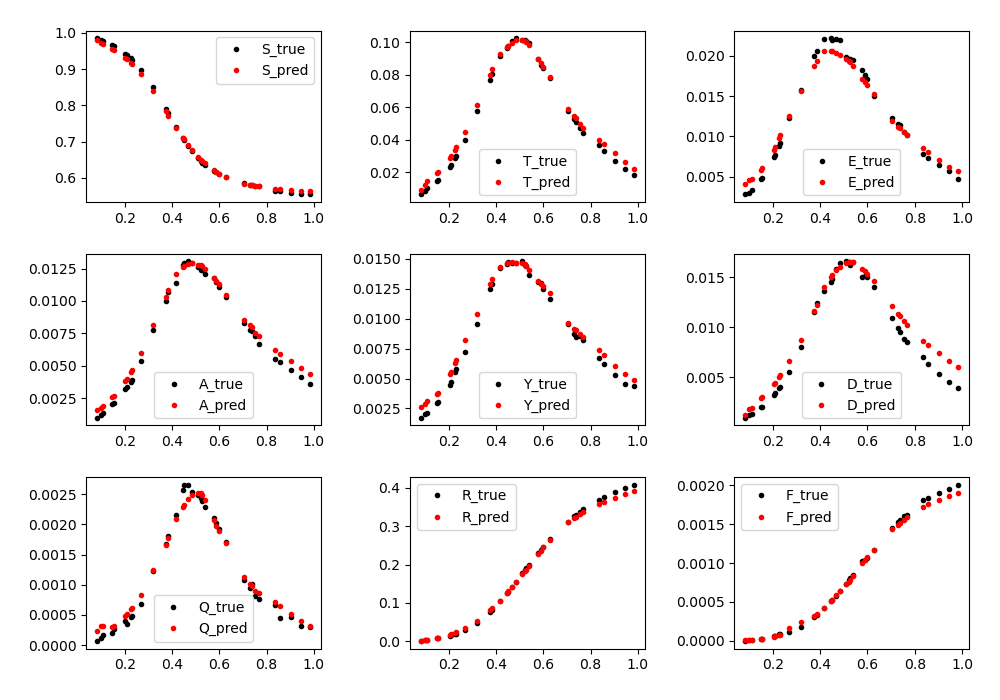 1.0
0.9
0.8
0.7
0.6
S_true
S_pred
0.2 0.4 0.6 0.8 1.0
0.10
0.08
0.06
0.04
0.02
T_true
T_pred
0.2 0.4 0.6 0.8 1.0
0.020
0.015
0.010
0.005
E_true
E_pred
0.2 0.4 0.6 0.8 1.0
0.0125
0.0100
0.0075
0.0050
0.0025
A_true
A_pred
0.2 0.4 0.6 0.8 1.0
0.0150
0.0125
0.0100
0.0075
0.0050
0.0025
Y_true
Y_pred
0.2 0.4 0.6 0.8 1.0
0.015
0.010
0.005
D_true
D_pred
0.2 0.4 0.6 0.8 1.0
0.0025
0.0020
0.0015
0.0010
0.0005
0.0000
Q_true
Q_pred
0.2 0.4 0.6 0.8 1.0
0.4
0.3
0.2
0.1
0.0
R_true
R_pred
0.2 0.4 0.6 0.8 1.0
0.0020
0.0015
0.0010
0.0005
0.0000
F_true
F_pred
0.2 0.4 0.6 0.8 1.0